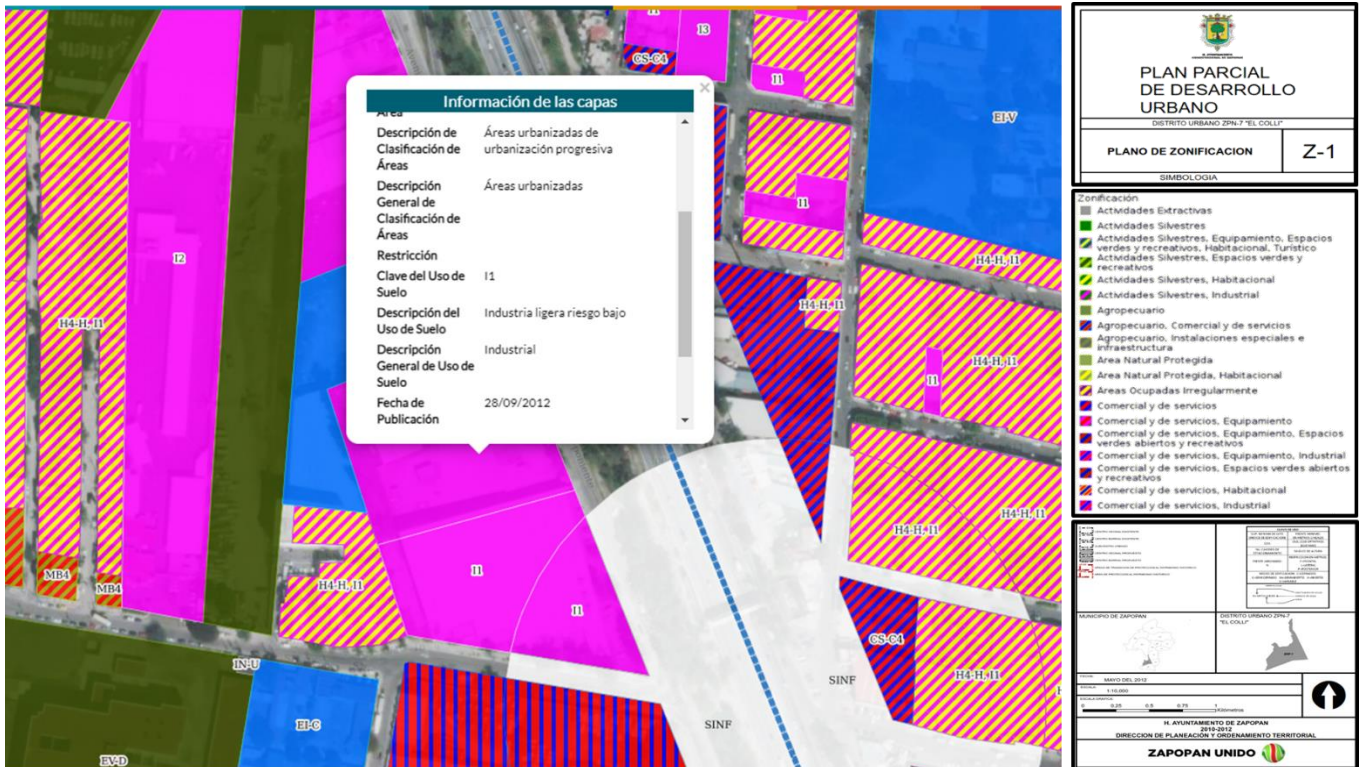 I1
I3
CS-C4
I1
EI-V
I2
I1
H4-H, I1
H4-H, I1
H4-H, I1
H4-H, I1
I1
H4-H, I1
H4-H, I1
I1
H4-H, I1
I1
MB4
MB4
CS-C4
IN-U
H4-H, I1
SINF
EI-C
SINF
EV-D
Información de las capas
Área
Descripción de Áreas urbanizadas de
Clasificación de urbanización progresiva
Áreas
Descripción Áreas urbanizadas
General de
Clasificación de
Áreas
Restricción
Clave del Uso de I1
Suelo
Descripción del Industria ligera riesgo bajo
Uso de Suelo
Descripción Industrial
General de Uso de
Suelo
Fecha de 28/09/2012
Publicación
PLAN PARCIAL
DE DESARROLLO
URBANO
DISTRITO URBANO ZPN-7 "EL COLLI"
PLANO DE ZONIFICACION Z-1
SIMBOLOGIA
Zonificación
Actividades Extractivas
Actividades Silvestres
Actividades Silvestres, Equipamiento, Espacios
verdes y recreativos, Habitacional, Turístico
Actividades Silvestres, Espacios verdes y
recreativos
Actividades Silvestres, Habitacional
Actividades Silvestres, Industrial
Agropecuario
Agropecuario, Comercial y de servicios
Agropecuario, Instalaciones especiales e
infraestructura
Area Natural Protegida
Area Natural Protegida, Habitacional
Areas Ocupadas Irregularmente
Comercial y de servicios
Comercial y de servicios, Equipamiento
Comercial y de servicios, Equipamiento, Espacios
verdes abiertos y recreativos
Comercial y de servicios, Equipamiento, Industrial
Comercial y de servicios, Espacios verdes abiertos
y recreativos
Comercial y de servicios, Habitacional
Comercial y de servicios, Industrial
MUNICIPIO DE ZAPOPAN
DISTRITO URBANO ZPN-7
"EL COLLI"
MAYO DEL 2012
1:10,000
0 0.25 0.5 0.75 1
Kilómetros
H. AYUNTAMIENTO DE ZAPOPAN
2010-2012
DIRECCION DE PLANEACIÓN Y ORDENAMIENTO TERRITORIAL
ZAPOPAN UNIDO